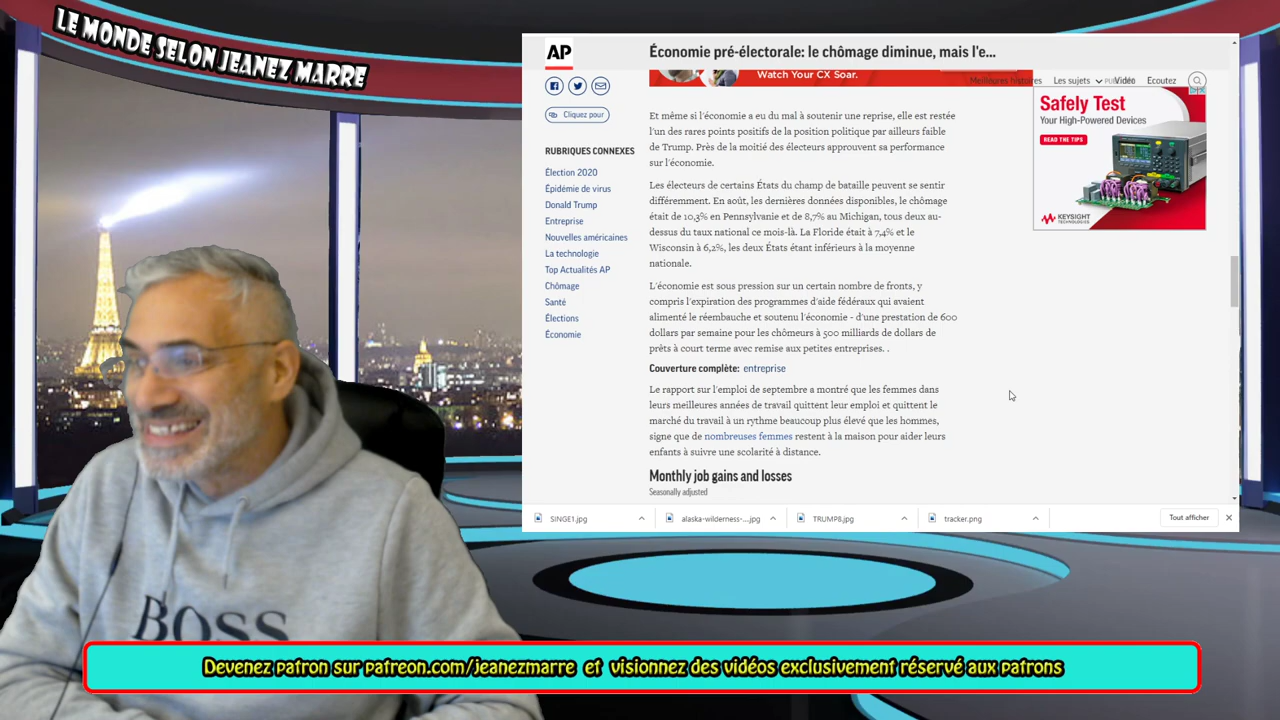 LE MONDE SELON JEANEZ MARRE
AP
Économie pré-électorale: le chômage diminue, mais l'e...
Watch Your CX Soar.
Meilleures histoires
Les sujets
Vidéo
Ecoutez
Cliquez pour
RUBRIQUES CONNEXES
Élection 2020
Épidémie de virus
Donald Trump
Entreprise
Nouvelles américaines
La technologie
Top Actualités AP
Chômage
Santé
Élections
Économie
Et même si l'économie a eu du mal à soutenir une reprise, elle est restée
l'un des rares points positifs de la position politique par ailleurs faible
de Trump. Près de la moitié des électeurs approuvent sa performance
sur l'économie.
Les électeurs de certains États du champ de bataille peuvent se sentir
différemment. En août, les dernières données disponibles, le chômage
était de 10,3% en Pennsylvanie et de 8,7% au Michigan, tous deux au-
dessus du taux national ce mois-là. La Floride était à 7,4% et le
Wisconsin à 6,2%, les deux États étant inférieurs à la moyenne
nationale.
L'économie est sous pression sur un certain nombre de fronts, y
compris l'expiration des programmes d'aide fédéraux qui avaient
alimenté le réembauche et soutenu l'économie - d'une prestation de 600
dollars par semaine pour les chômeurs à 500 milliards de dollars de
prêts à court terme avec remise aux petites entreprises. .
Couverture complète: entreprise
Le rapport sur l'emploi de septembre a montré que les femmes dans
leurs meilleures années de travail quittent leur emploi et quittent le
marché du travail à un rythme beaucoup plus élevé que les hommes,
signe que de nombreuses femmes restent à la maison pour aider leurs
enfants à suivre une scolarité à distance.
Monthly job gains and losses
Seasonally adjusted
Safely Test
Your High-Powered Devices
READ THE TIPS
KEYSIGHT
TECHNOLOGIES
SINGE1.jpg
alaska-wilderness-...jpg
TRUMP8.jpg
tracker.png
Tout afficher
BOSS
Devenez patron sur patreon.com/jeanezmarre et visionnez des vidéos exclusivement réservé aux patrons